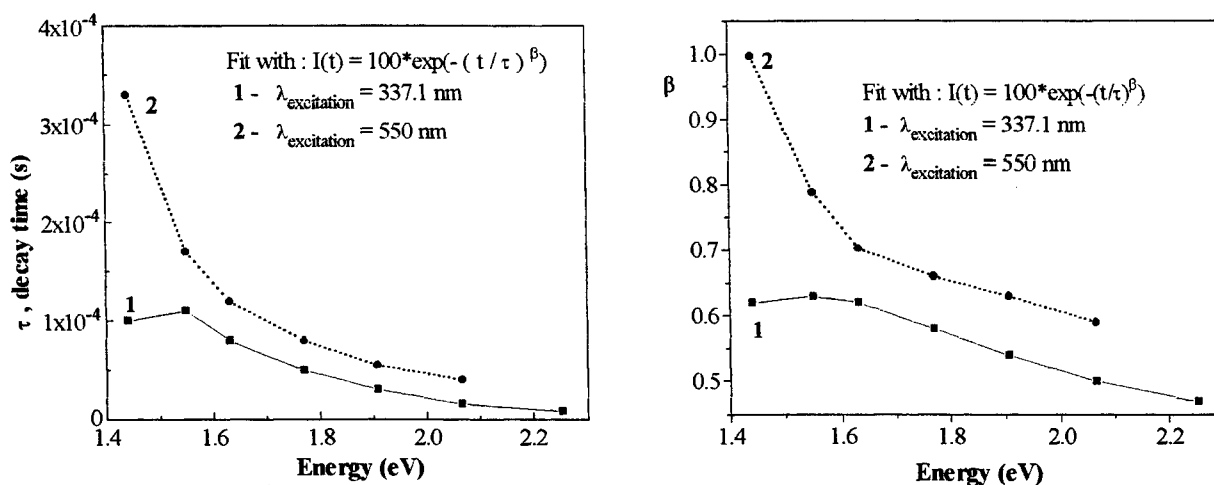 4x10⁻⁴
3x10⁻⁴
2x10⁻⁴
1x10⁻⁴
0
τ , decay time (s)
Fit with : I(t) = 100*exp(-( t / τ ) β)
1 - λexcitation = 337.1 nm
2 - λexcitation = 550 nm
2
1
1.4 1.6 1.8 2.0 2.2
Energy (eV)
β
1.0
0.9
0.8
0.7
0.6
0.5
Fit with : I(t) = 100*exp(-(t/τ)β)
1 - λexcitation = 337.1 nm
2 - λexcitation = 550 nm
2
1
1.4 1.6 1.8 2.0 2.2
Energy (eV)